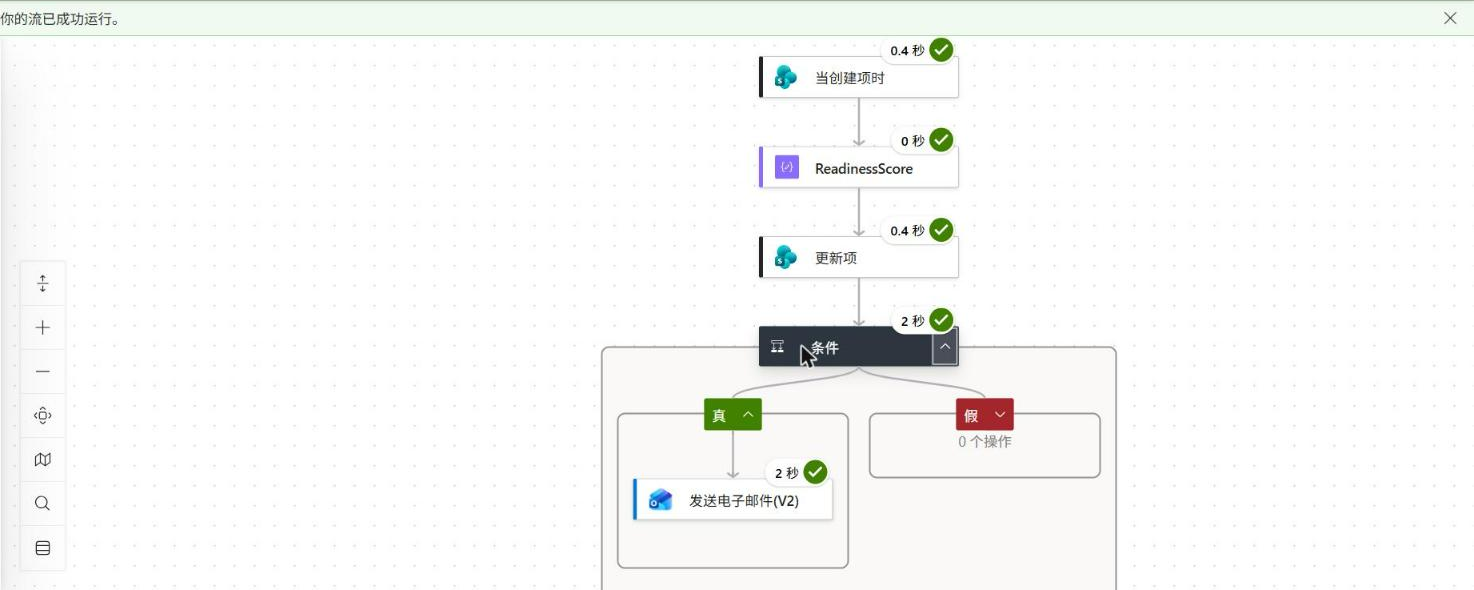 你的流已成功运行。
0.4 秒
当创建项时
0 秒
ReadinessScore
0.4 秒
更新项
2 秒
条件
真
假
0 个操作
2 秒
发送电子邮件(V2)